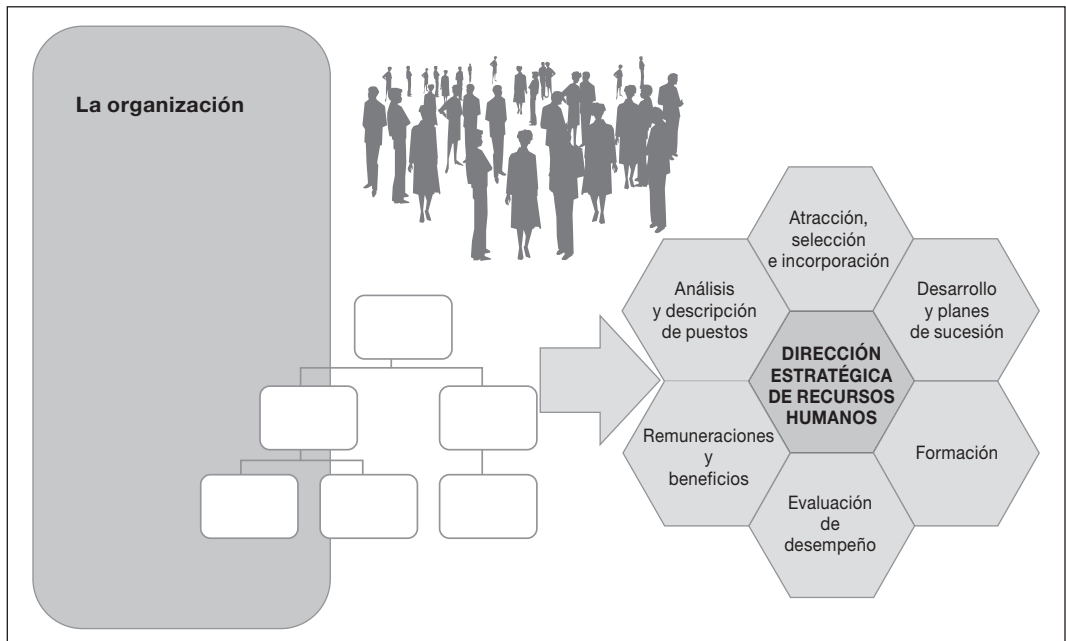 La organización
Atracción,
selección
e incorporación
Análisis
y descripción
de puestos
Desarrollo
y planes
de sucesión
DIRECCIÓN
ESTRATÉGICA
DE RECURSOS
HUMANOS
Remuneraciones
y
beneficios
Formación
Evaluación
de
desempeño